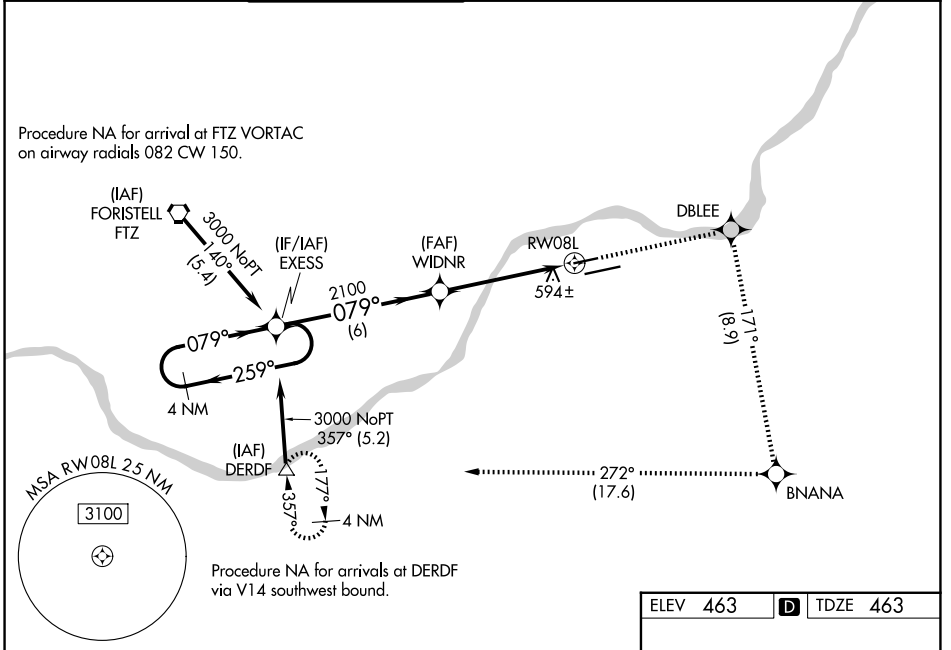 Procedure NA for arrival at FTZ VORTAC
on airway radials 082 CW 150.
(IAF)
FORISTELL
FTZ
3000 NoPT
140°
(5.4)
(IF/IAF)
EXESS
(FAF)
WIDNR
RW08L
DBLEE
594±
2100
079°
(6)
079°
259°
4 NM
171°
(8.9)
3000 NoPT
357° (5.2)
(IAF)
DERDF
177°
357°
4 NM
272°
(17.6)
BNANA
MSA RW08L 25 NM
3100
Procedure NA for arrivals at DERDF
via V14 southwest bound.
ELEV 463 D TDZE 463